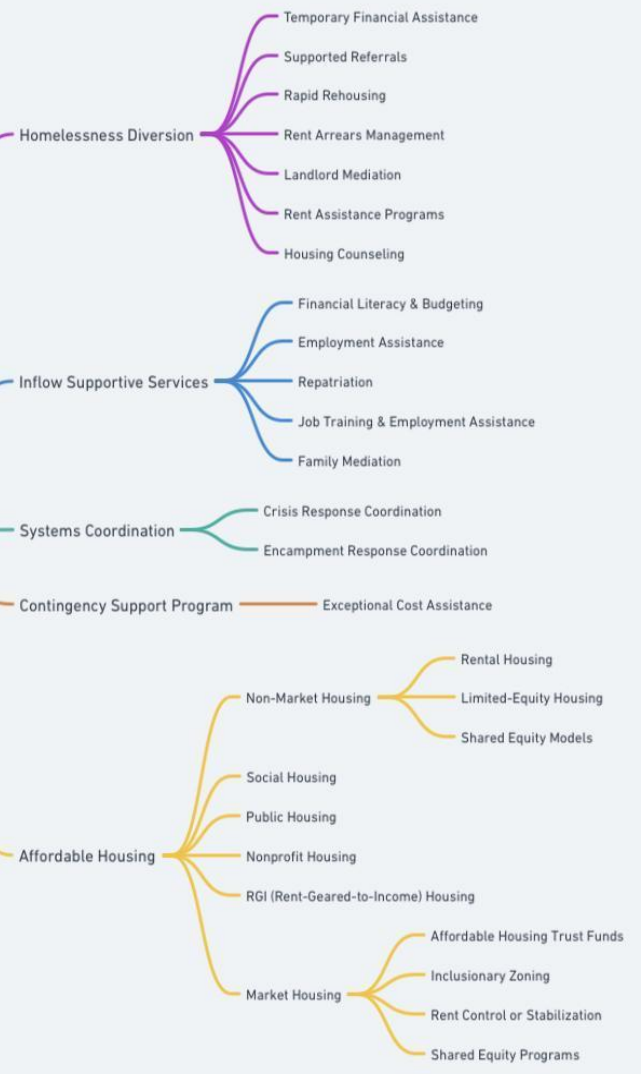 Homelessness Diversion
Temporary Financial Assistance
Supported Referrals
Rapid Rehousing
Rent Arrears Management
Landlord Mediation
Rent Assistance Programs
Housing Counseling
Inflow Supportive Services
Financial Literacy & Budgeting
Employment Assistance
Repatriation
Job Training & Employment Assistance
Family Mediation
Systems Coordination
Crisis Response Coordination
Encampment Response Coordination
Contingency Support Program
Exceptional Cost Assistance
Affordable Housing
Non-Market Housing
Rental Housing
Limited-Equity Housing
Shared Equity Models
Social Housing
Public Housing
Nonprofit Housing
RGI (Rent-Geared-to-Income) Housing
Market Housing
Affordable Housing Trust Funds
Inclusionary Zoning
Rent Control or Stabilization
Shared Equity Programs